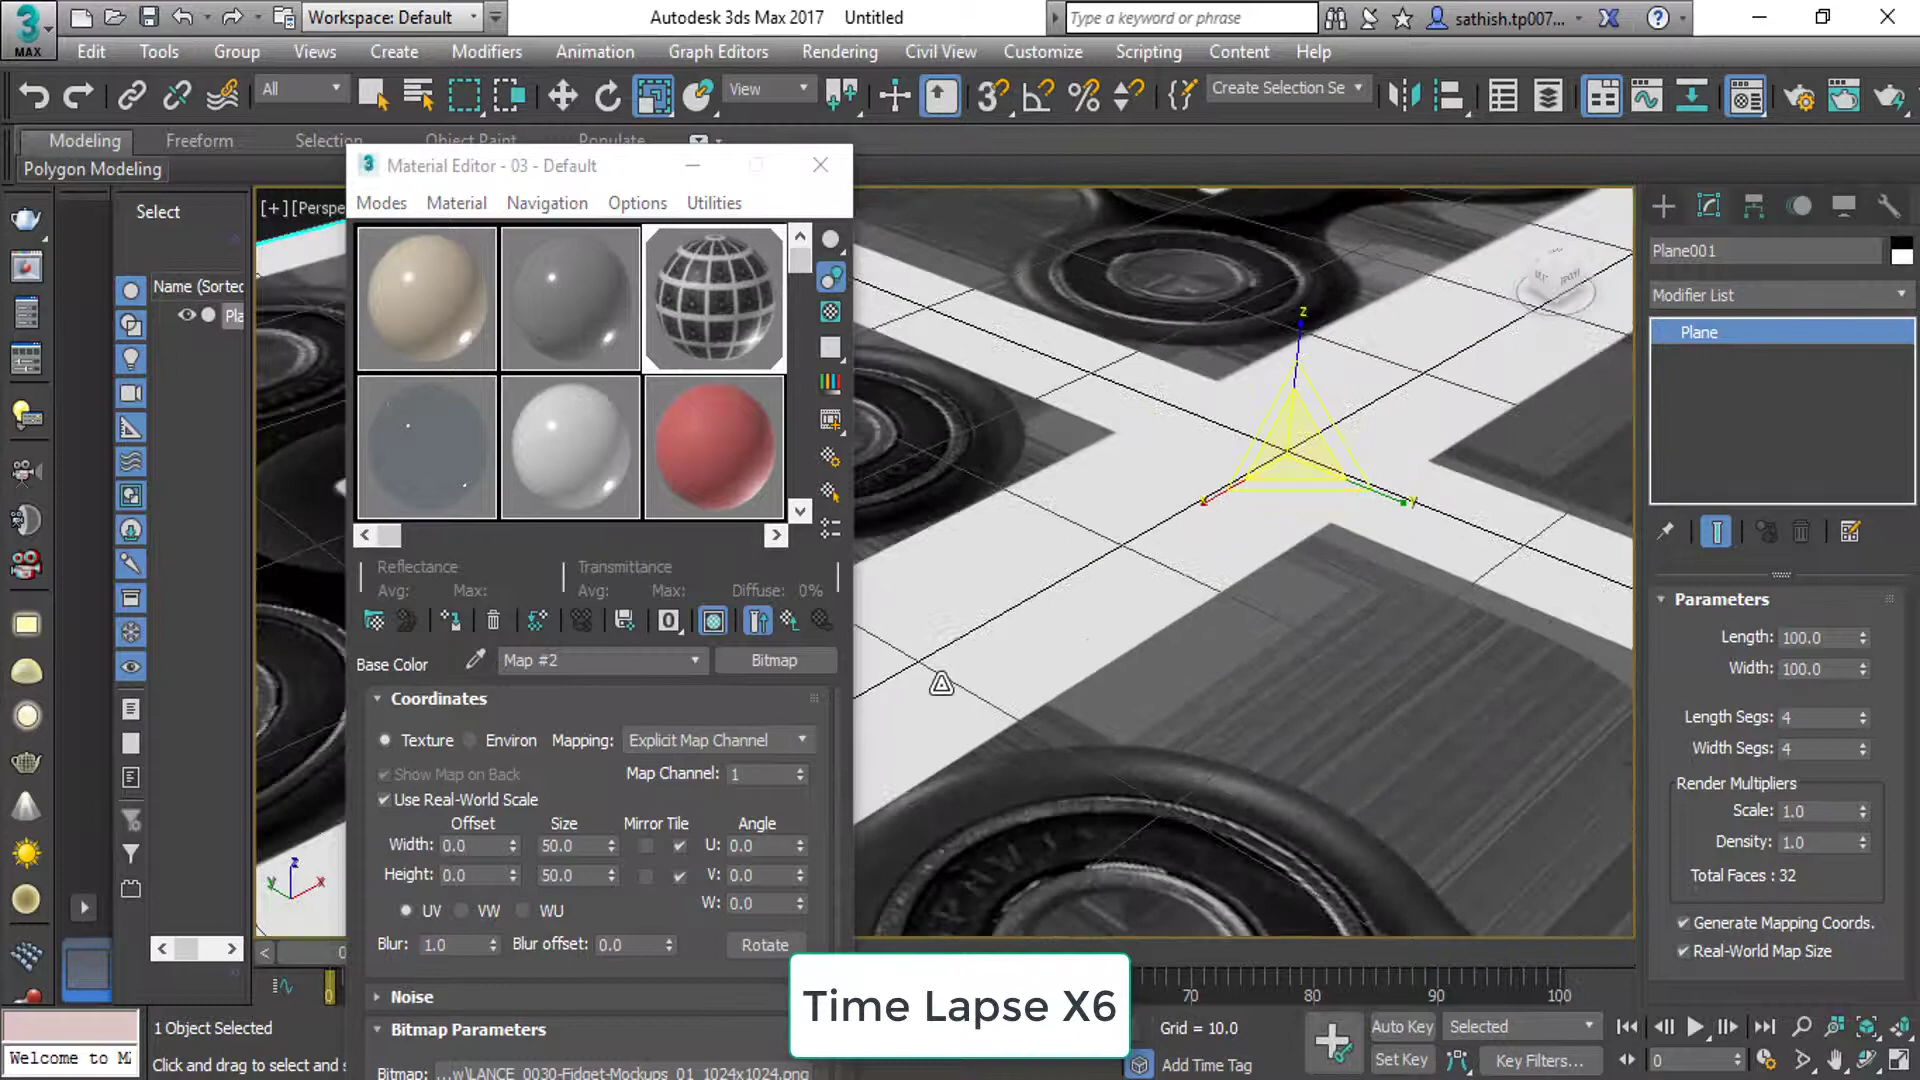 Workspace: Default
Autodesk 3ds Max 2017 Untitled
Type a keyword or phrase
sathish.tp007...
MAX
Edit Tools Group Views Create Modifiers Animation Graph Editors Rendering Civil View Customize Scripting Content Help
All
View
Create Selection Se
Modeling Freeform Selection Object Paint Populate
Polygon Modeling
Select
Name (Sorted
Pla
[+][Perspe
Material Editor - 03 - Default
Modes Material Navigation Options Utilities
Reflectance Transmittance
Avg: Max: Avg: Max: Diffuse: 0%
Base Color Map #2 Bitmap
Coordinates
Texture Environ Mapping: Explicit Map Channel
Show Map on Back Map Channel: 1
Use Real-World Scale
Offset Size Mirror Tile Angle
Width: 0.0 50.0 U: 0.0
Height: 0.0 50.0 V: 0.0
W: 0.0
UV VW WU
Blur: 1.0 Blur offset: 0.0 Rotate
Noise
Bitmap Parameters
Bitmap: ...w\LANCE_0030-Fidget-Mockups_01_1024x1024.png
z
y
z
y x
Plane001
Modifier List
Plane
Parameters
Length: 100.0
Width: 100.0
Length Segs: 4
Width Segs: 4
Render Multipliers
Scale: 1.0
Density: 1.0
Total Faces : 32
Generate Mapping Coords.
Real-World Map Size
Time Lapse X6
70 80 90 100
0
1 Object Selected
Welcome to M
Click and drag to select and s
Grid = 10.0
Add Time Tag
Auto Key Selected
Set Key Key Filters...
0